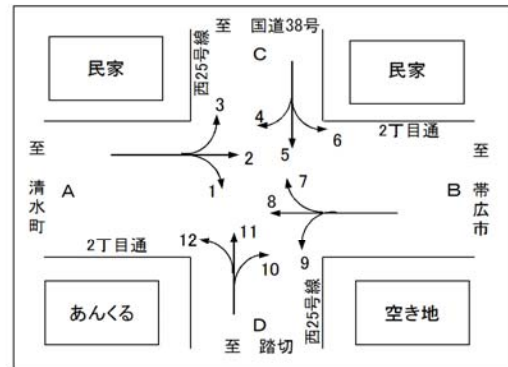 至 国道38号
民家
西25号線
C
民家
3
4
5
6
2丁目通
至 清水町
A
2
1
7
8
B
至 帯広市
2丁目通
12
11
10
9
あんくる
D
西25号線
空き地
至 踏切